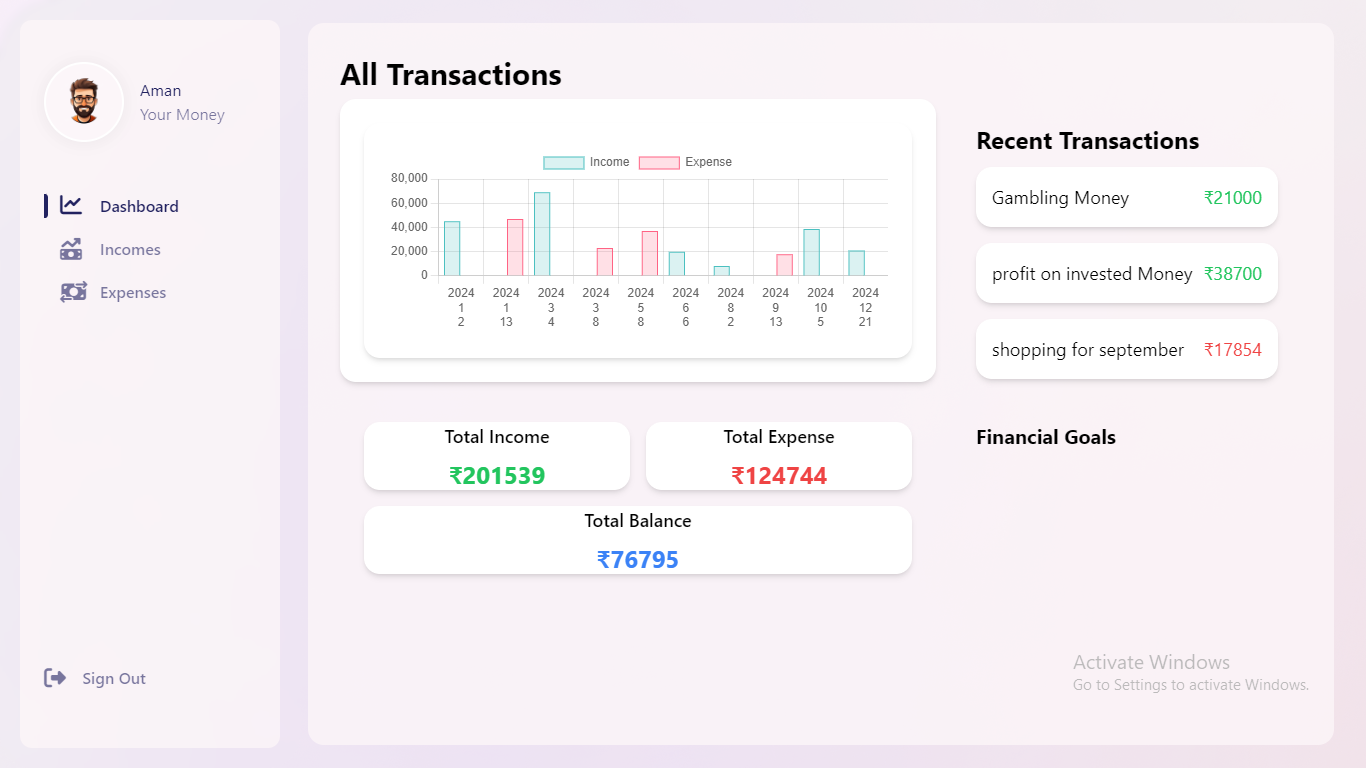 Aman
Your Money
Dashboard
Incomes
Expenses
Sign Out
All Transactions
Income Expense
80,000
60,000
40,000
20,000
0
2024 2024 2024 2024 2024 2024 2024 2024 2024 2024
1 1 3 3 5 6 8 9 10 12
2 13 4 8 8 6 2 13 5 21
Total Income
₹201539
Total Expense
₹124744
Total Balance
₹76795
Recent Transactions
Gambling Money ₹21000
profit on invested Money ₹38700
shopping for september ₹17854
Financial Goals
Activate Windows
Go to Settings to activate Windows.